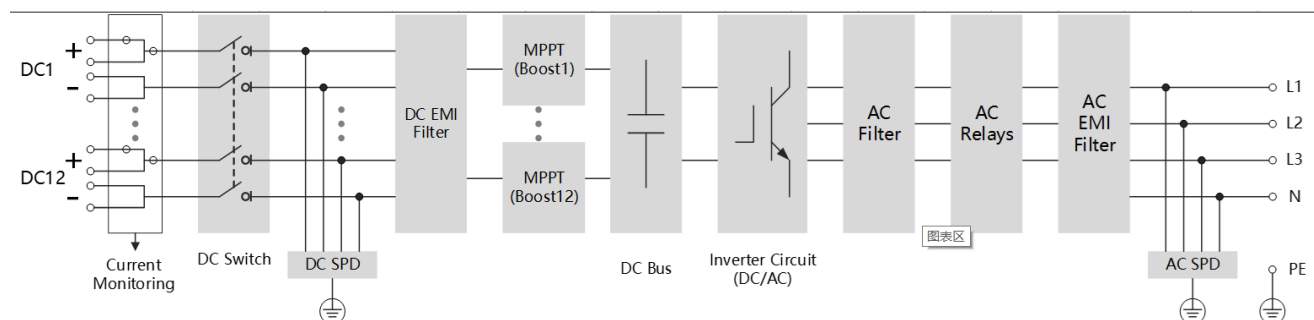 DC1
+
−
DC12
+
−
Current
Monitoring
DC Switch
DC SPD
DC EMI
Filter
MPPT
(Boost1)
MPPT
(Boost12)
DC Bus
Inverter Circuit
(DC/AC)
AC
Filter
AC
Relays
图表区
AC
EMI
Filter
AC SPD
L1
L2
L3
N
PE